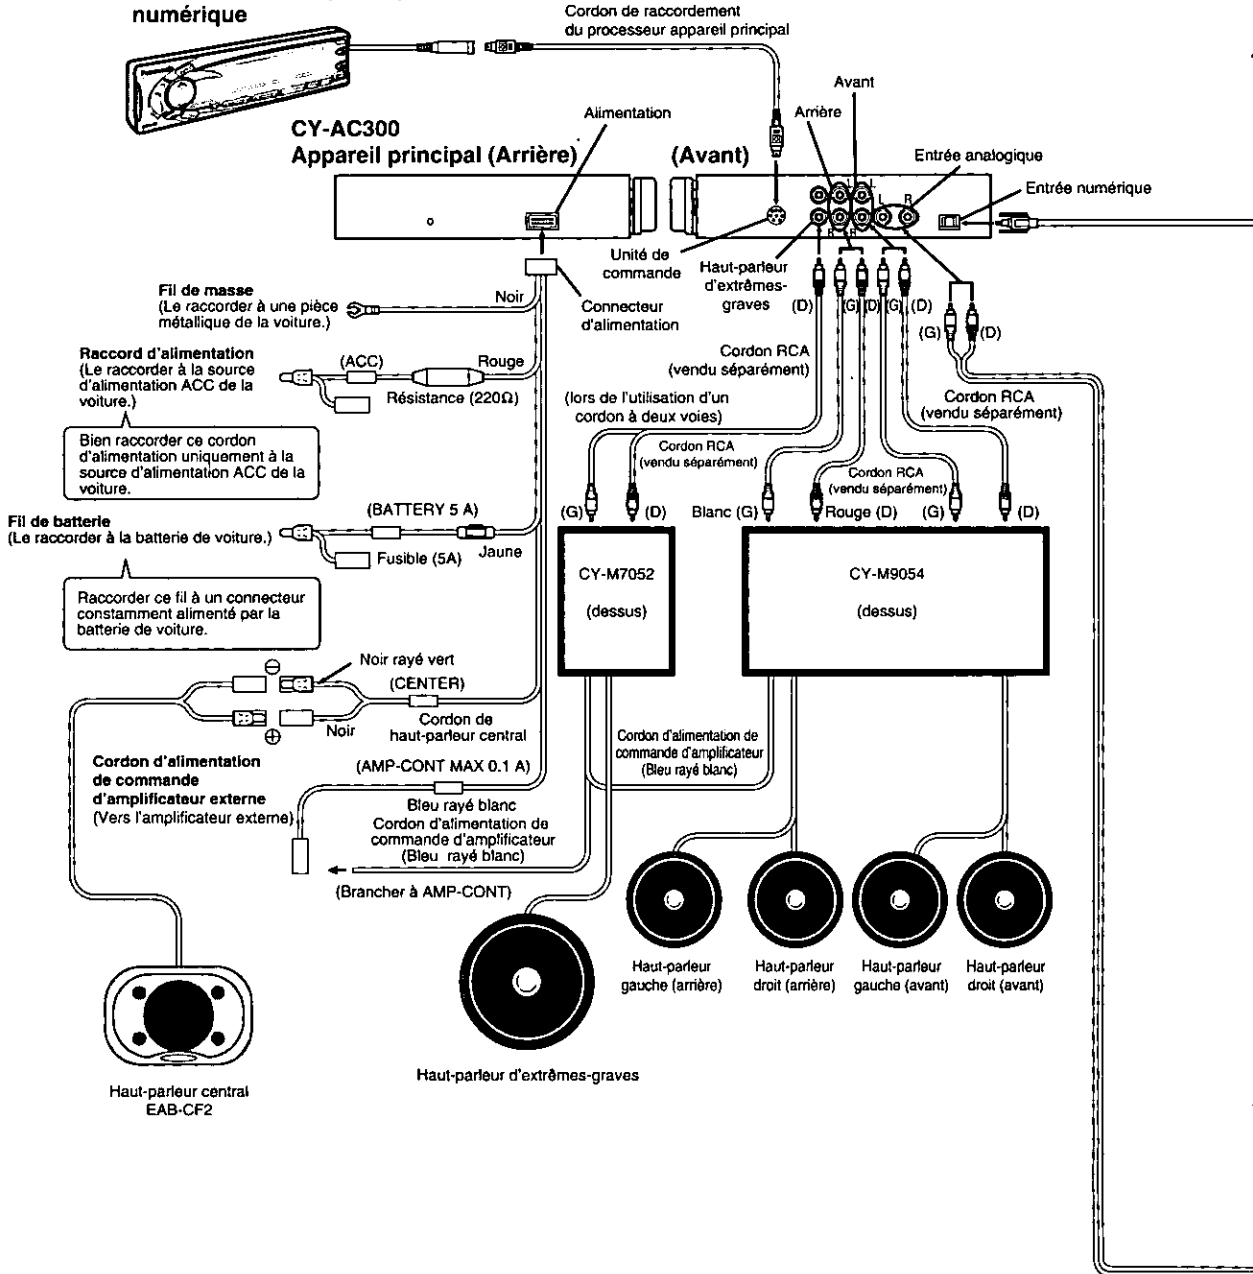 numérique
Cordon de raccordement
du processeur appareil principal
CY-AC300
Appareil principal (Arrière)
(Avant)
Alimentation
Arrière
Avant
Entrée analogique
Entrée numérique
L
R
R
R
Unité de
commande
Haut-parleur
d'extrêmes-
graves
Connecteur
d'alimentation
Noir
Fil de masse
(Le raccorder à une pièce
métallique de la voiture.)
Raccord d'alimentation
(Le raccorder à la source
d'alimentation ACC de la
voiture.)
(ACC)
Rouge
Résistance (220Ω)
Bien raccorder ce cordon
d'alimentation uniquement à la
source d'alimentation ACC de la
voiture.
(D)
(G)
(D)
(G)
(D)
(G)
(D)
Cordon RCA
(vendu séparément)
(lors de l'utilisation d'un
cordon à deux voies)
Cordon RCA
(vendu séparément)
Cordon RCA
(vendu séparément)
Cordon RCA
(vendu séparément)
Fil de batterie
(Le raccorder à la batterie de voiture.)
(BATTERY 5 A)
Fusible (5A)
Jaune
Raccorder ce fil à un connecteur
constamment alimenté par la
batterie de voiture.
(G)
(D)
Blanc (G)
Rouge (D)
(G)
(D)
CY-M7052
(dessus)
CY-M9054
(dessus)
⊖
Noir rayé vert
(CENTER)
⊕
Noir
Cordon de
haut-parleur central
Cordon d'alimentation
de commande
d'amplificateur externe
(Vers l'amplificateur externe)
(AMP-CONT MAX 0.1 A)
Bleu rayé blanc
Cordon d'alimentation de
commande d'amplificateur
(Bleu rayé blanc)
(Brancher à AMP-CONT)
Cordon d'alimentation de
commande d'amplificateur
(Bleu rayé blanc)
Haut-parleur
gauche (arrière)
Haut-parleur
droit (arrière)
Haut-parleur
gauche (avant)
Haut-parleur
droit (avant)
Haut-parleur d'extrêmes-graves
Haut-parleur central
EAB-CF2